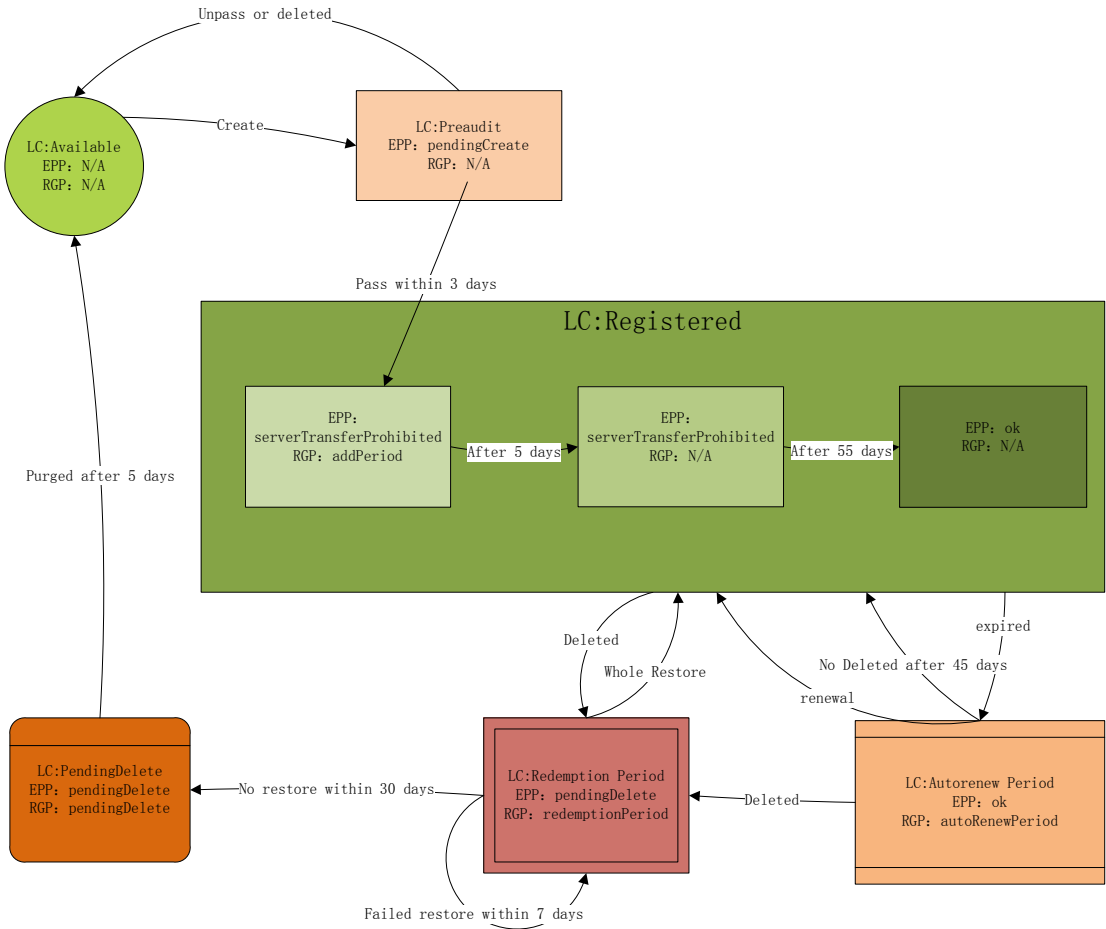 Unpass or deleted
LC:Available
EPP: N/A
RGP: N/A
Create
LC:Preaudit
EPP: pendingCreate
RGP: N/A
Pass within 3 days
LC:Registered
EPP:
serverTransferProhibited
RGP: addPeriod
After 5 days
EPP:
serverTransferProhibited
RGP: N/A
After 55 days
EPP: ok
RGP: N/A
Purged after 5 days
Deleted
Whole Restore
renewal
No Deleted after 45 days
expired
LC:PendingDelete
EPP: pendingDelete
RGP: pendingDelete
No restore within 30 days
LC:Redemption Period
EPP: pendingDelete
RGP: redemptionPeriod
Deleted
LC:Autorenew Period
EPP: ok
RGP: autoRenewPeriod
Failed restore within 7 days